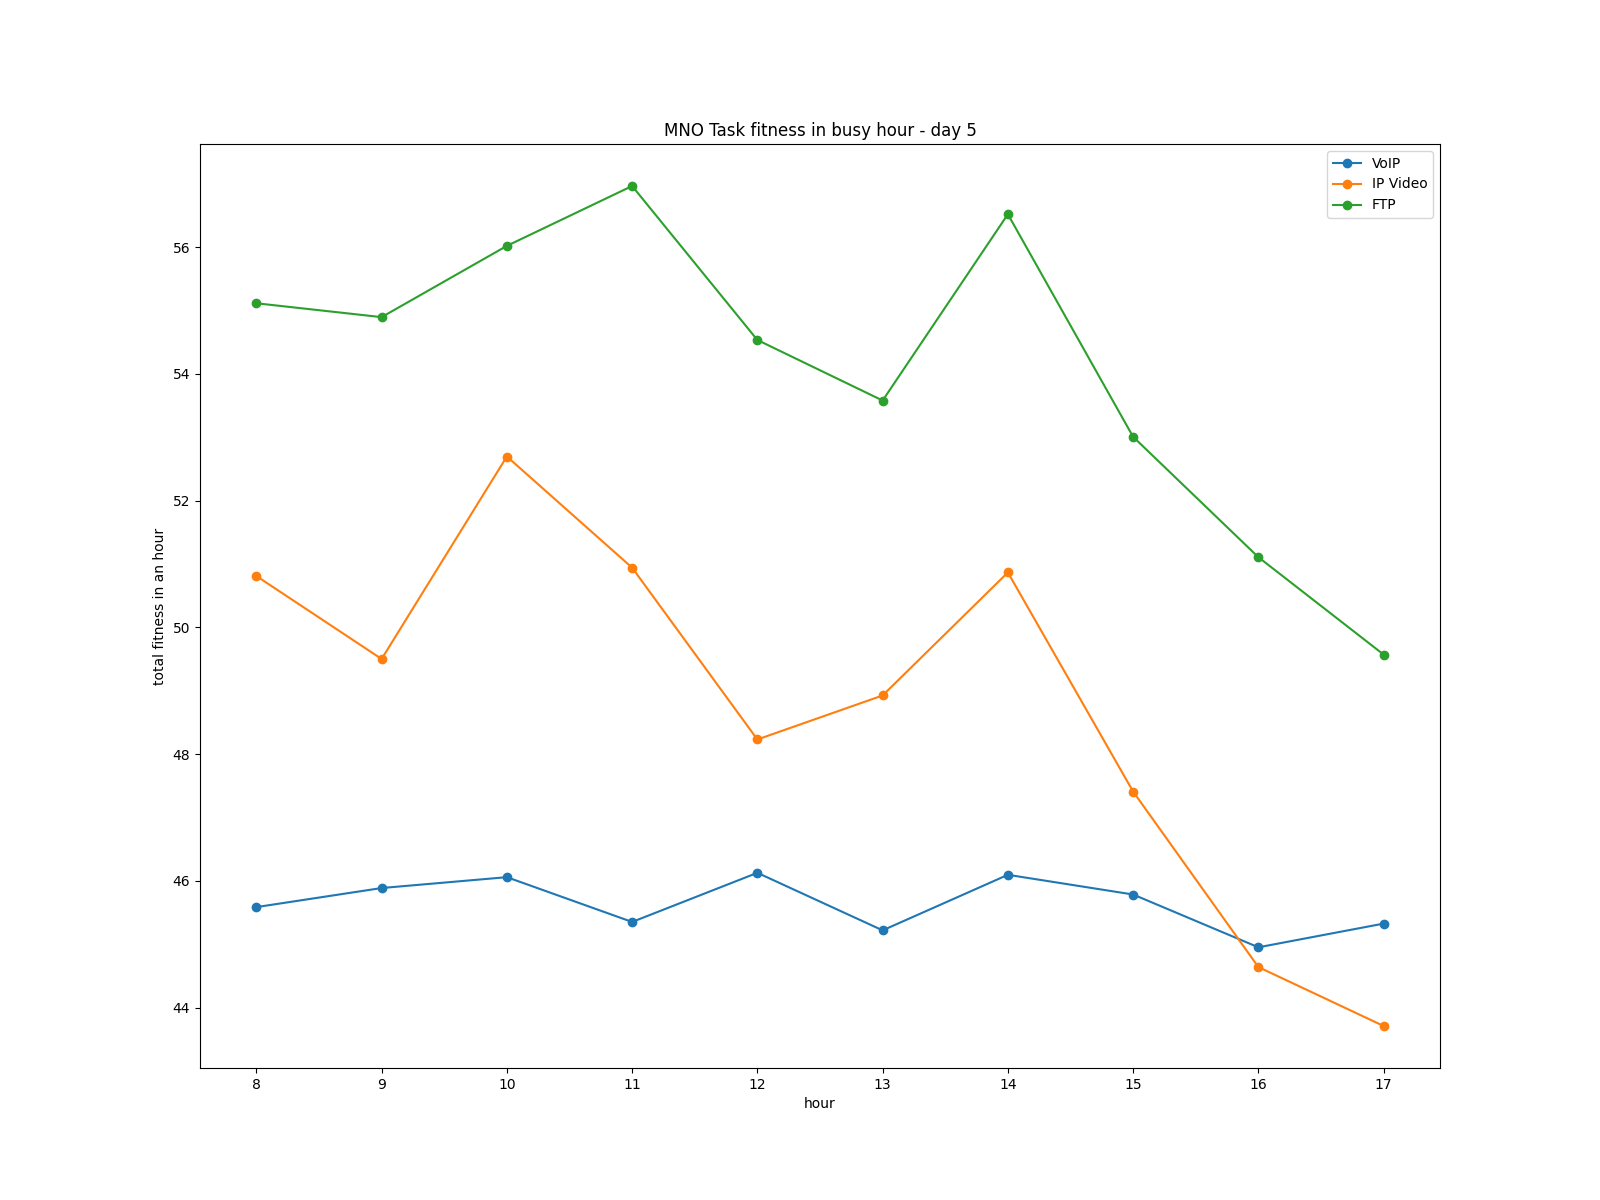 MNO Task fitness in busy hour - day 5
VoIP
IP Video
FTP
56
54
52
50
48
46
44
total fitness in an hour
8 9 10 11 12 13 14 15 16 17
hour